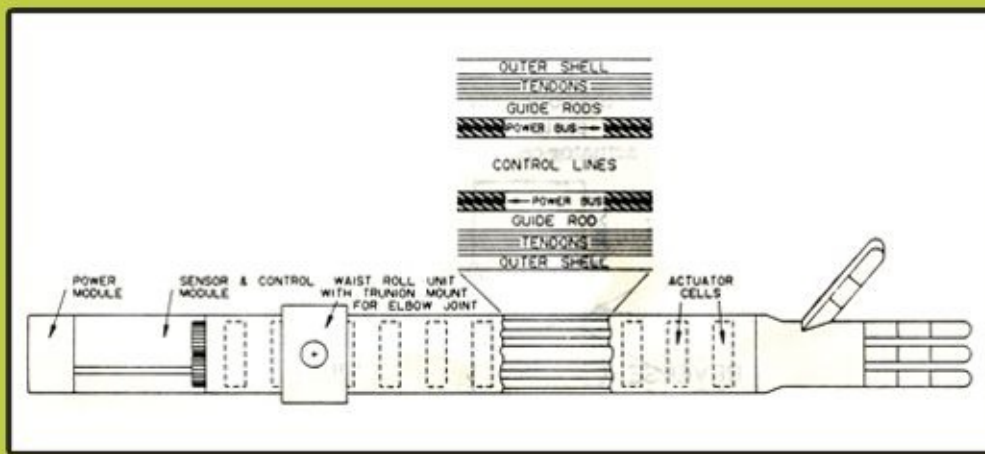 OUTER SHELL
TENDONS
GUIDE RODS
POWER BUS
CONTROL LINES
POWER BUS
GUIDE ROD
TENDONS
OUTER SHELL
POWER
MODULE
SENSOR & CONTROL
MODULE
WAIST ROLL UNIT
WITH TRUNION MOUNT
FOR ELBOW JOINT
ACTUATOR
CELLS